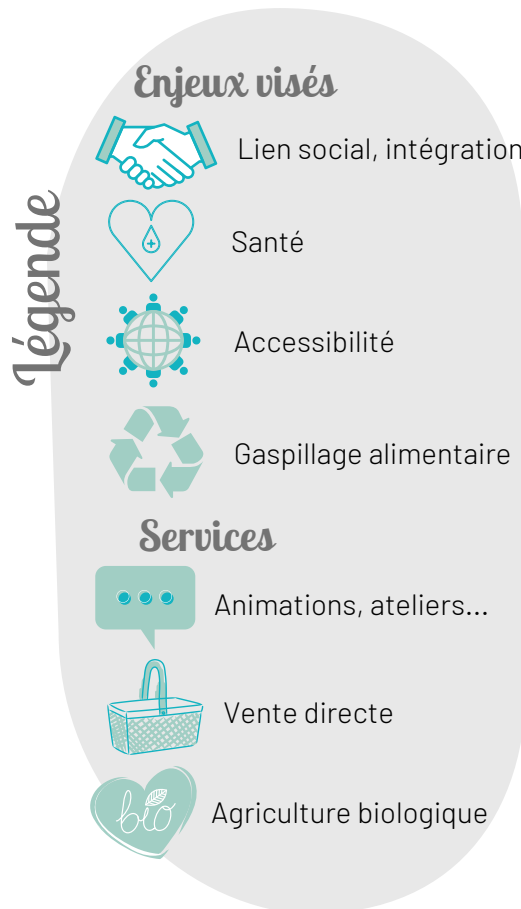 Légende
Enjeux visés
Lien social, intégration
Santé
Accessibilité
Gaspillage alimentaire
Services
Animations, ateliers...
Vente directe
bio
Agriculture biologique